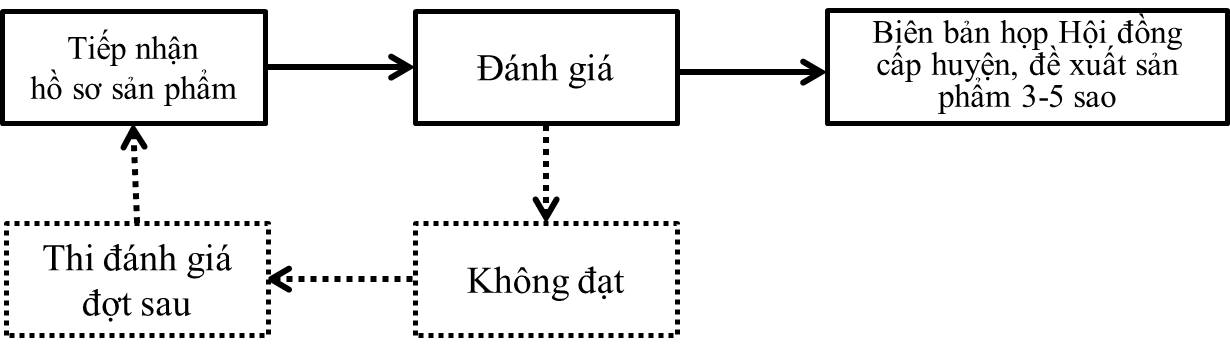 Tiếp nhận
hồ sơ sản phẩm
Đánh giá
Biên bản họp Hội đồng
cấp huyện, đề xuất sản
phẩm 3-5 sao
Thi đánh giá
đợt sau
Không đạt